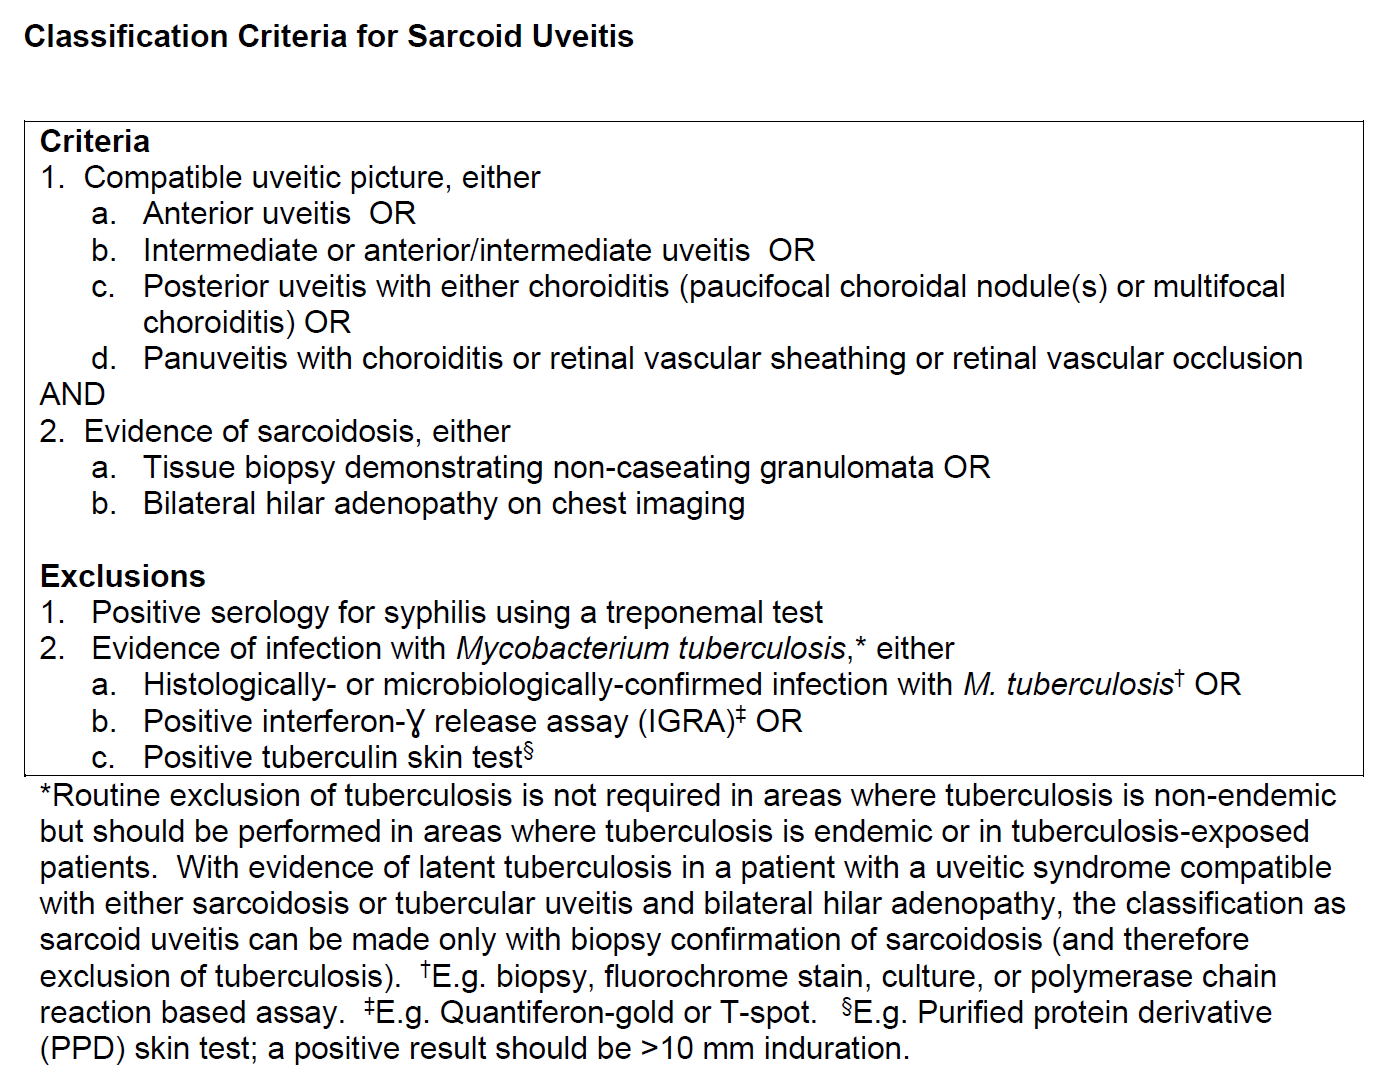 Classification Criteria for Sarcoid Uveitis
Criteria
1. Compatible uveitic picture, either
a. Anterior uveitis OR
b. Intermediate or anterior/intermediate uveitis OR
c. Posterior uveitis with either choroiditis (paucifocal choroidal nodule(s) or multifocal
choroiditis) OR
d. Panuveitis with choroiditis or retinal vascular sheathing or retinal vascular occlusion
AND
2. Evidence of sarcoidosis, either
a. Tissue biopsy demonstrating non-caseating granulomata OR
b. Bilateral hilar adenopathy on chest imaging
Exclusions
1. Positive serology for syphilis using a treponemal test
2. Evidence of infection with Mycobacterium tuberculosis,* either
a. Histologically- or microbiologically-confirmed infection with M. tuberculosis† OR
b. Positive interferon-Ɣ release assay (IGRA)‡ OR
c. Positive tuberculin skin test§
*Routine exclusion of tuberculosis is not required in areas where tuberculosis is non-endemic
but should be performed in areas where tuberculosis is endemic or in tuberculosis-exposed
patients. With evidence of latent tuberculosis in a patient with a uveitic syndrome compatible
with either sarcoidosis or tubercular uveitis and bilateral hilar adenopathy, the classification as
sarcoid uveitis can be made only with biopsy confirmation of sarcoidosis (and therefore
exclusion of tuberculosis). †E.g. biopsy, fluorochrome stain, culture, or polymerase chain
reaction based assay. ‡E.g. Quantiferon-gold or T-spot. §E.g. Purified protein derivative
(PPD) skin test; a positive result should be >10 mm induration.